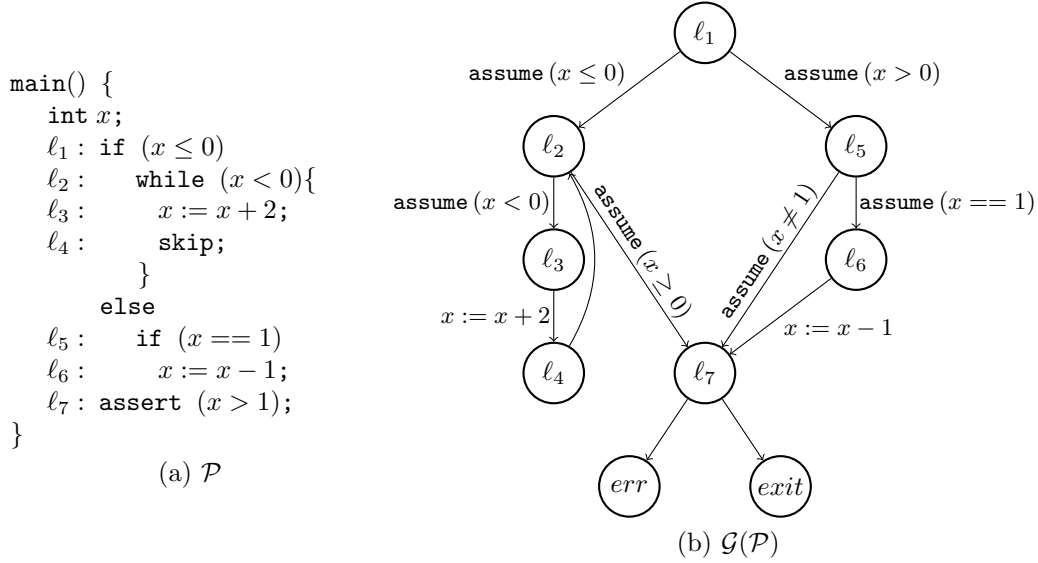 main() {
int x;
ℓ1 : if (x ≤ 0)
ℓ2 : while (x < 0){
ℓ3 : x := x + 2;
ℓ4 : skip;
}
else
ℓ5 : if (x == 1)
ℓ6 : x := x − 1;
ℓ7 : assert (x > 1);
}
(a) P
ℓ1
assume (x ≤ 0)
assume (x > 0)
ℓ2
ℓ5
assume (x < 0)
assume (x ≥ 0)
assume (x ≠ 1)
assume (x == 1)
ℓ3
ℓ6
x := x + 2
x := x − 1
ℓ4
ℓ7
err
exit
(b) G(P)